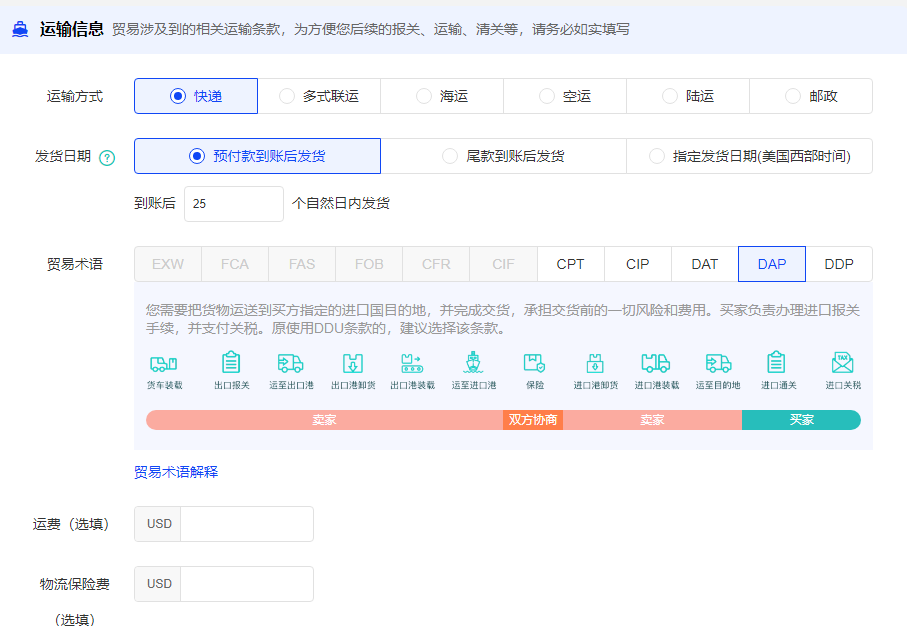 运输信息 贸易涉及到的相关运输条款，为方便您后续的报关、运输、清关等，请务必如实填写
运输方式 快递 多式联运 海运 空运 陆运 邮政
发货日期 ? 预付款到账后发货 尾款到账后发货 指定发货日期(美国西部时间)
到账后 25 个自然日内发货
贸易术语 EXW FCA FAS FOB CFR CIF CPT CIP DAT DAP DDP
您需要把货物运送到买方指定的进口国目的地，并完成交货，承担交货前的一切风险和费用。买家负责办理进口报关
手续，并支付关税。原使用DDU条款的，建议选择该条款。
TAX
货车装载 出口报关 运至出口港 出口港卸货 出口港装载 运至进口港 保险 进口港卸货 进口港装载 运至目的地 进口通关 进口关税
卖家 双方协商 卖家 买家
贸易术语解释
运费（选填） USD
物流保险费 USD
（选填）